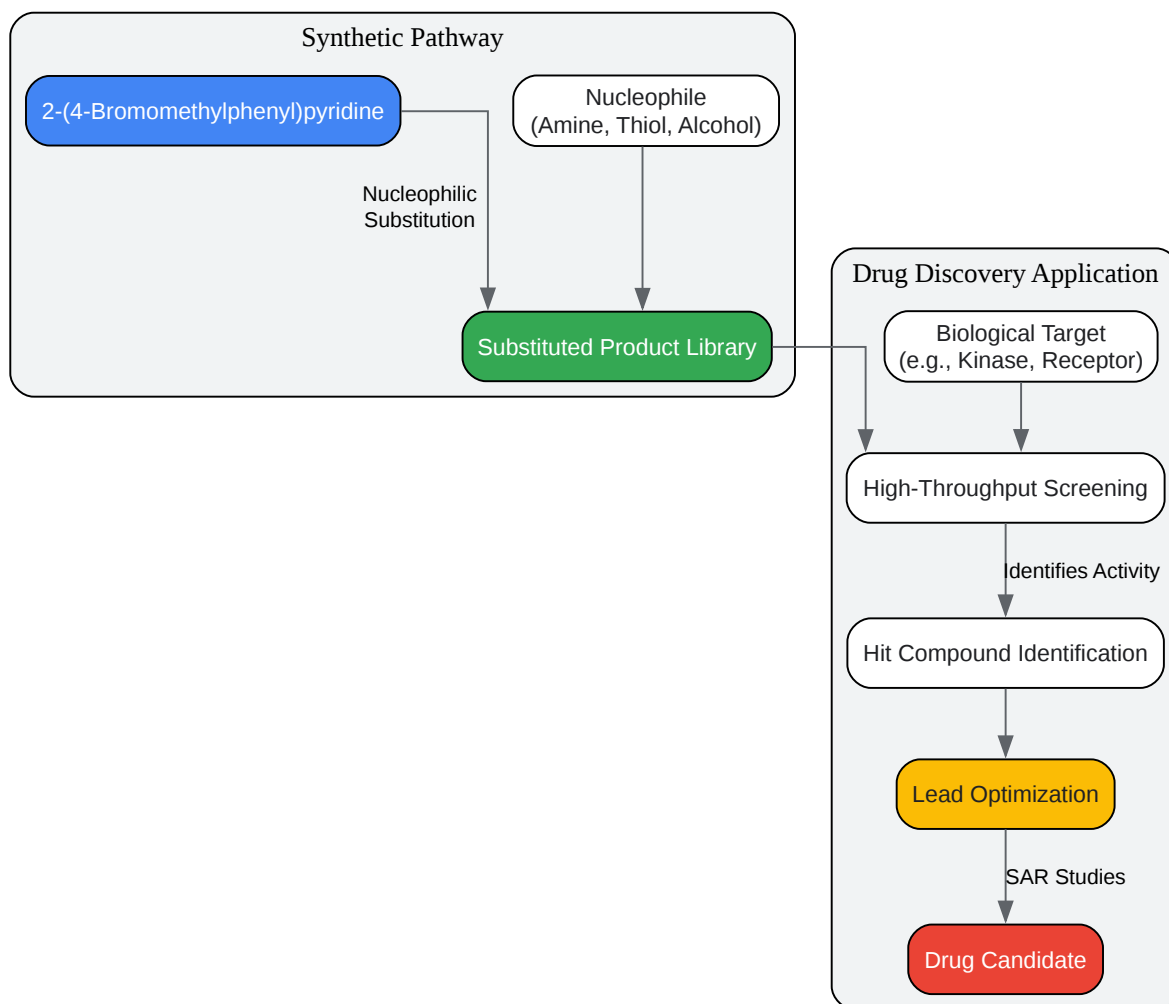 Synthetic Pathway
2-(4-Bromomethylphenyl)pyridine
Nucleophile
(Amine, Thiol, Alcohol)
Nucleophilic
Substitution
Substituted Product Library
Drug Discovery Application
Biological Target
(e.g., Kinase, Receptor)
High-Throughput Screening
Identifies Activity
Hit Compound Identification
Lead Optimization
SAR Studies
Drug Candidate